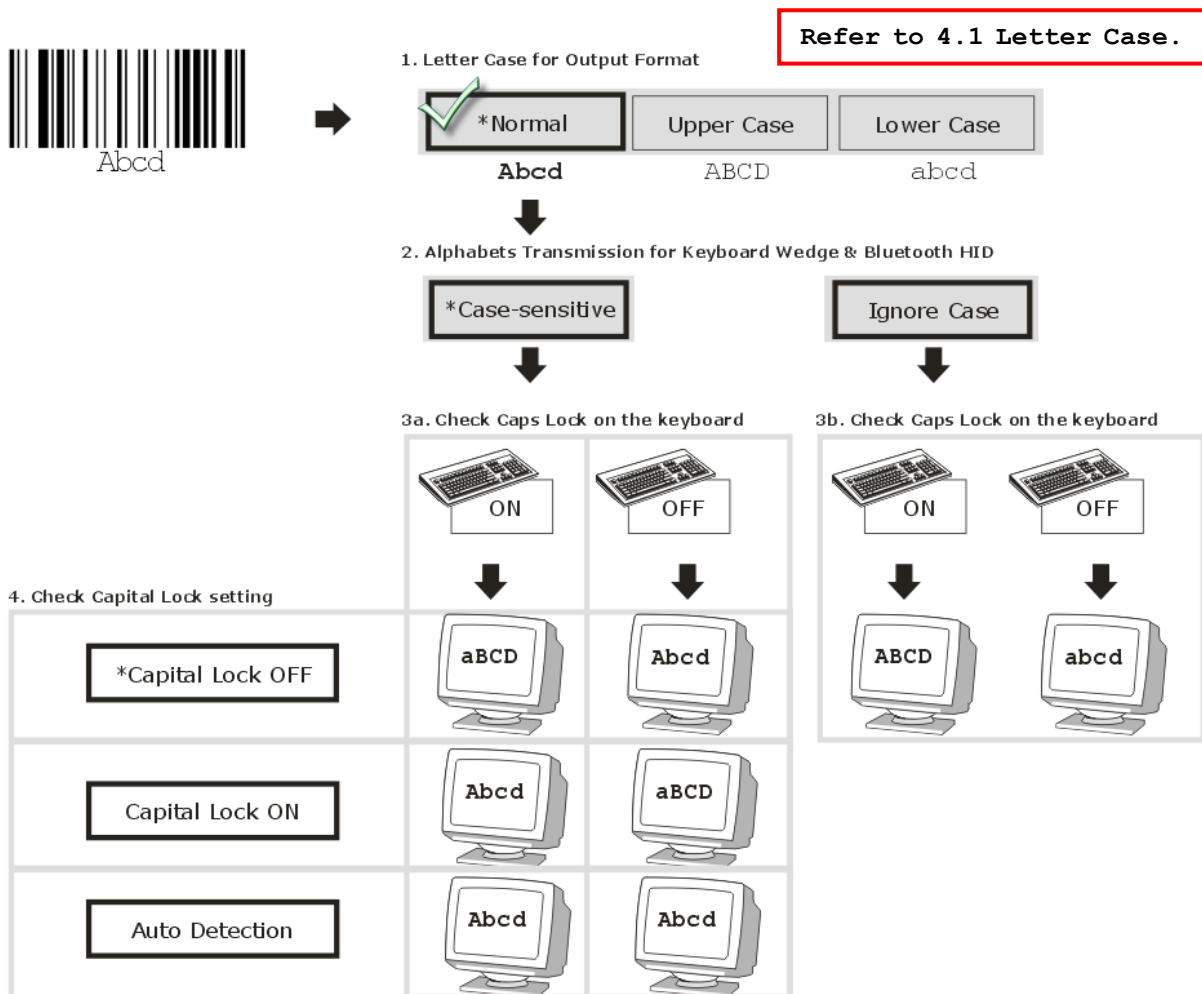 Refer to 4.1 Letter Case.
1. Letter Case for Output Format
*Normal Upper Case Lower Case
Abcd
Abcd ABCD abcd
2. Alphabets Transmission for Keyboard Wedge & Bluetooth HID
*Case-sensitive Ignore Case
3a. Check Caps Lock on the keyboard 3b. Check Caps Lock on the keyboard
ON OFF ON OFF
4. Check Capital Lock setting
*Capital Lock OFF aBCD Abcd ABCD abcd
Capital Lock ON Abcd aBCD
Auto Detection Abcd Abcd